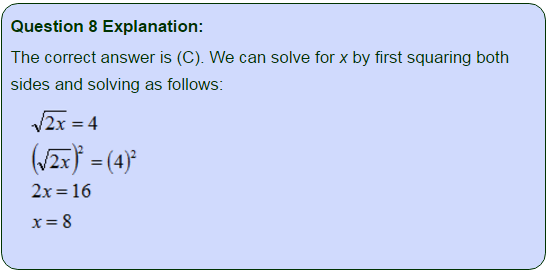 Question 8 Explanation:
The correct answer is (C). We can solve for x by first squaring both
sides and solving as follows:
√2x = 4
(√2x)² = (4)²
2x = 16
x = 8